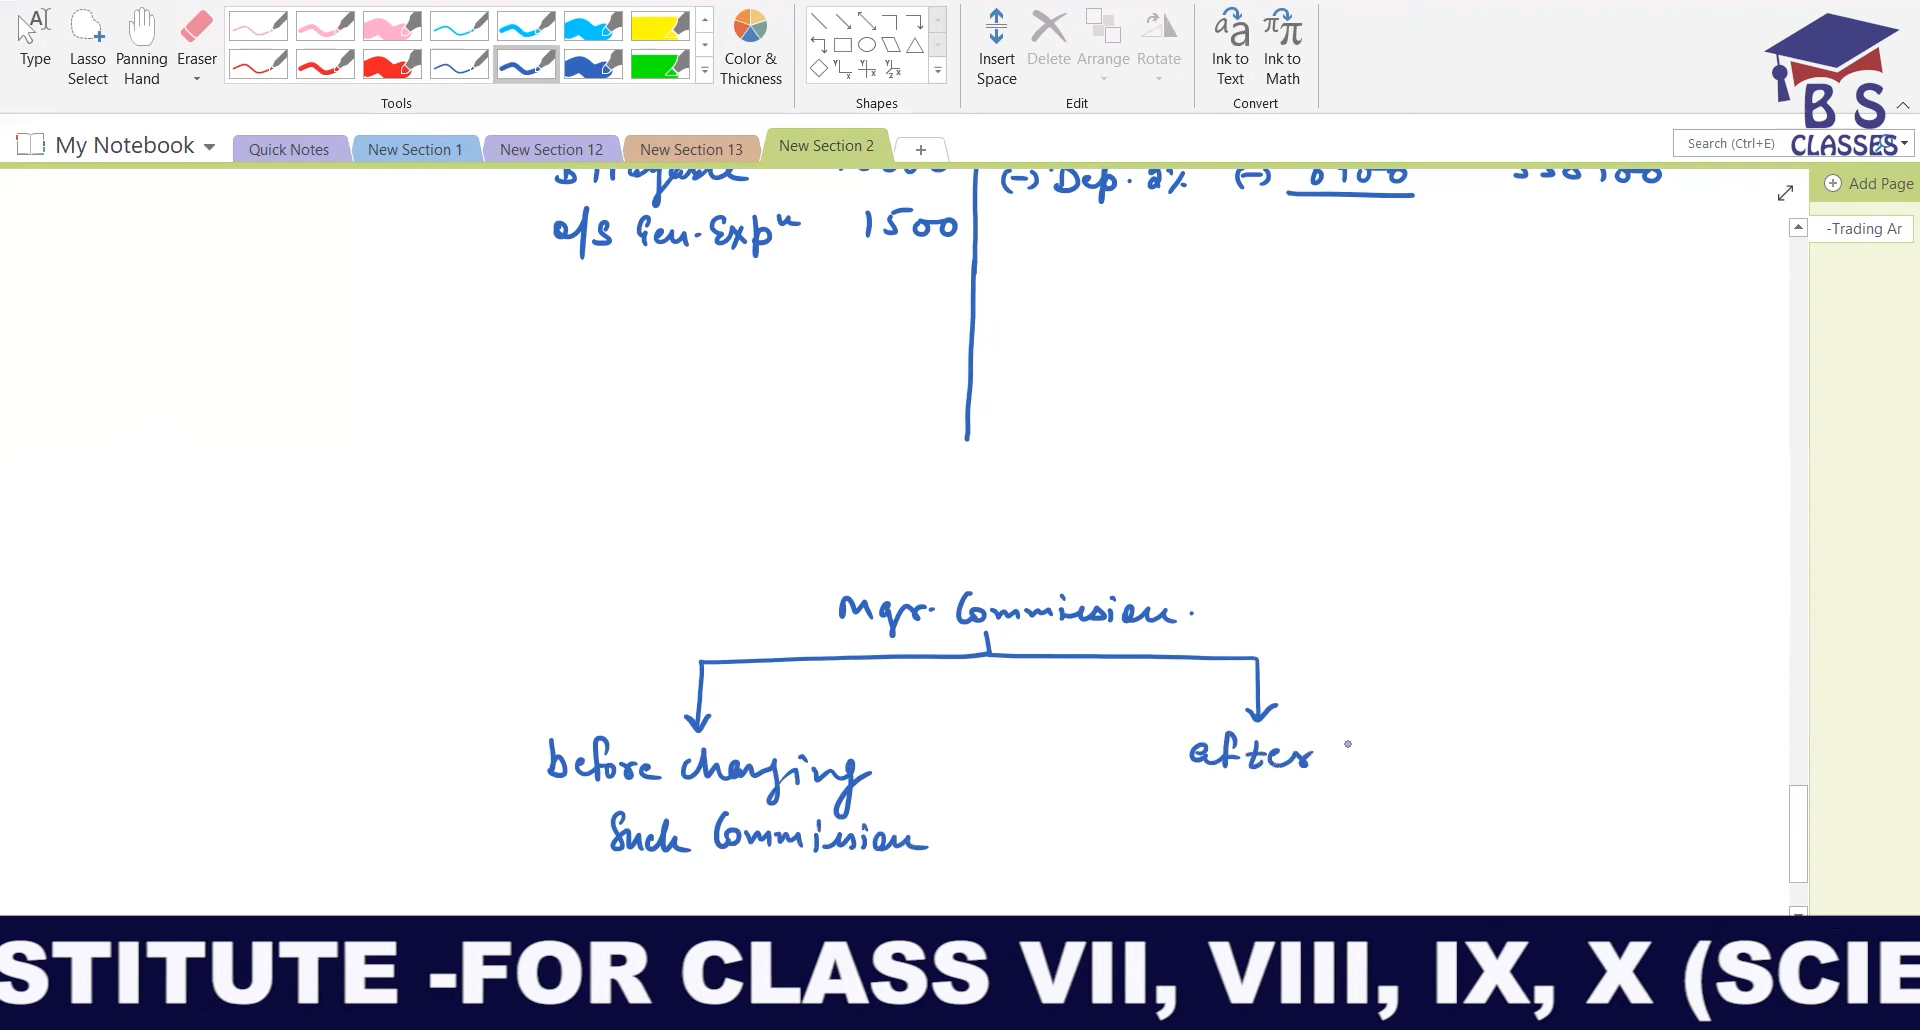 Type
Lasso Select
Panning Hand
Eraser
Color & Thickness
Insert Space
Delete
Arrange
Rotate
Ink to Text
Ink to Math
Tools
Shapes
Edit
Convert
B S
CLASSES
My Notebook
Quick Notes
New Section 1
New Section 12
New Section 13
New Section 2
Search (Ctrl+E)
Add Page
-Trading Ar
(-) Dep. 2% (-)
o/s Gen. Expn 1500
Mgr. Commission.
before charging
Such Commission
after
STITUTE -FOR CLASS VII, VIII, IX, X (SCIE